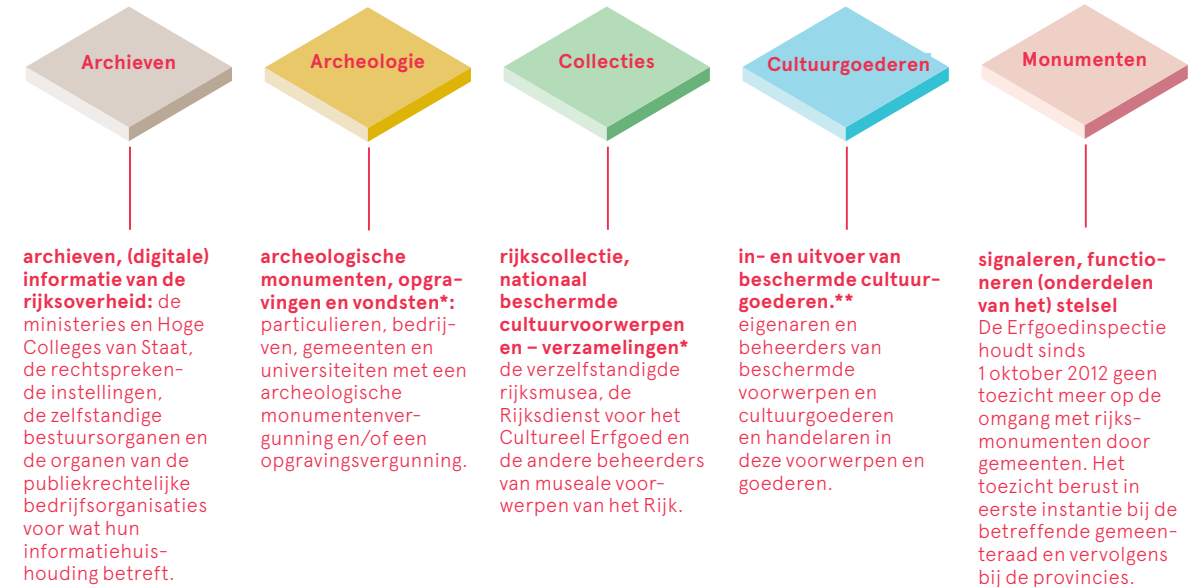 Archieven
archieven, (digitale)
informatie van de
rijksoverheid: de
ministeries en Hoge
Colleges van Staat,
de rechtspreken-
de instellingen,
de zelfstandige
bestuursorganen en
de organen van de
publiekrechtelijke
bedrijfsorganisaties
voor wat hun
informatiehuis-
houding betreft.
Archeologie
archeologische
monumenten, opgra-
vingen en vondsten*:
particulieren, bedrij-
ven, gemeenten en
universiteiten met een
archeologische
monumentenver-
gunning en/of een
opgravingsvergunning.
Collecties
rijkscollectie,
nationaal
beschermde
cultuurvoorwerpen
en – verzamelingen*
de verzelfstandigde
rijksmusea, de
Rijksdienst voor het
Cultureel Erfgoed en
de andere beheerders
van museale voor-
werpen van het Rijk.
Cultuurgoederen
in- en uitvoer van
beschermde cultuur-
goederen.**
eigenaren en
beheerders van
beschermde
voorwerpen en
cultuurgoederen
en handelaren in
deze voorwerpen en
goederen.
Monumenten
signaleren, functio-
neren (onderdelen
van het) stelsel
De Erfgoedinspectie
houdt sinds
1 oktober 2012 geen
toezicht meer op de
omgang met rijks-
monumenten door
gemeenten. Het
toezicht berust in
eerste instantie bij de
betreffende gemeen-
teraad en vervolgens
bij de provincies.